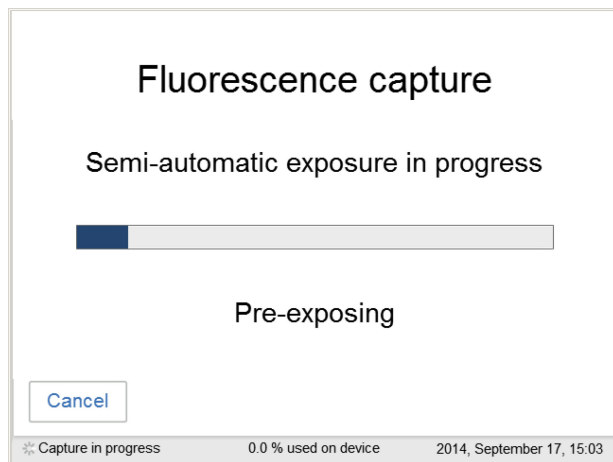 Fluorescence capture
Semi-automatic exposure in progress
Pre-exposing
Cancel
Capture in progress 0.0 % used on device 2014, September 17, 15:03